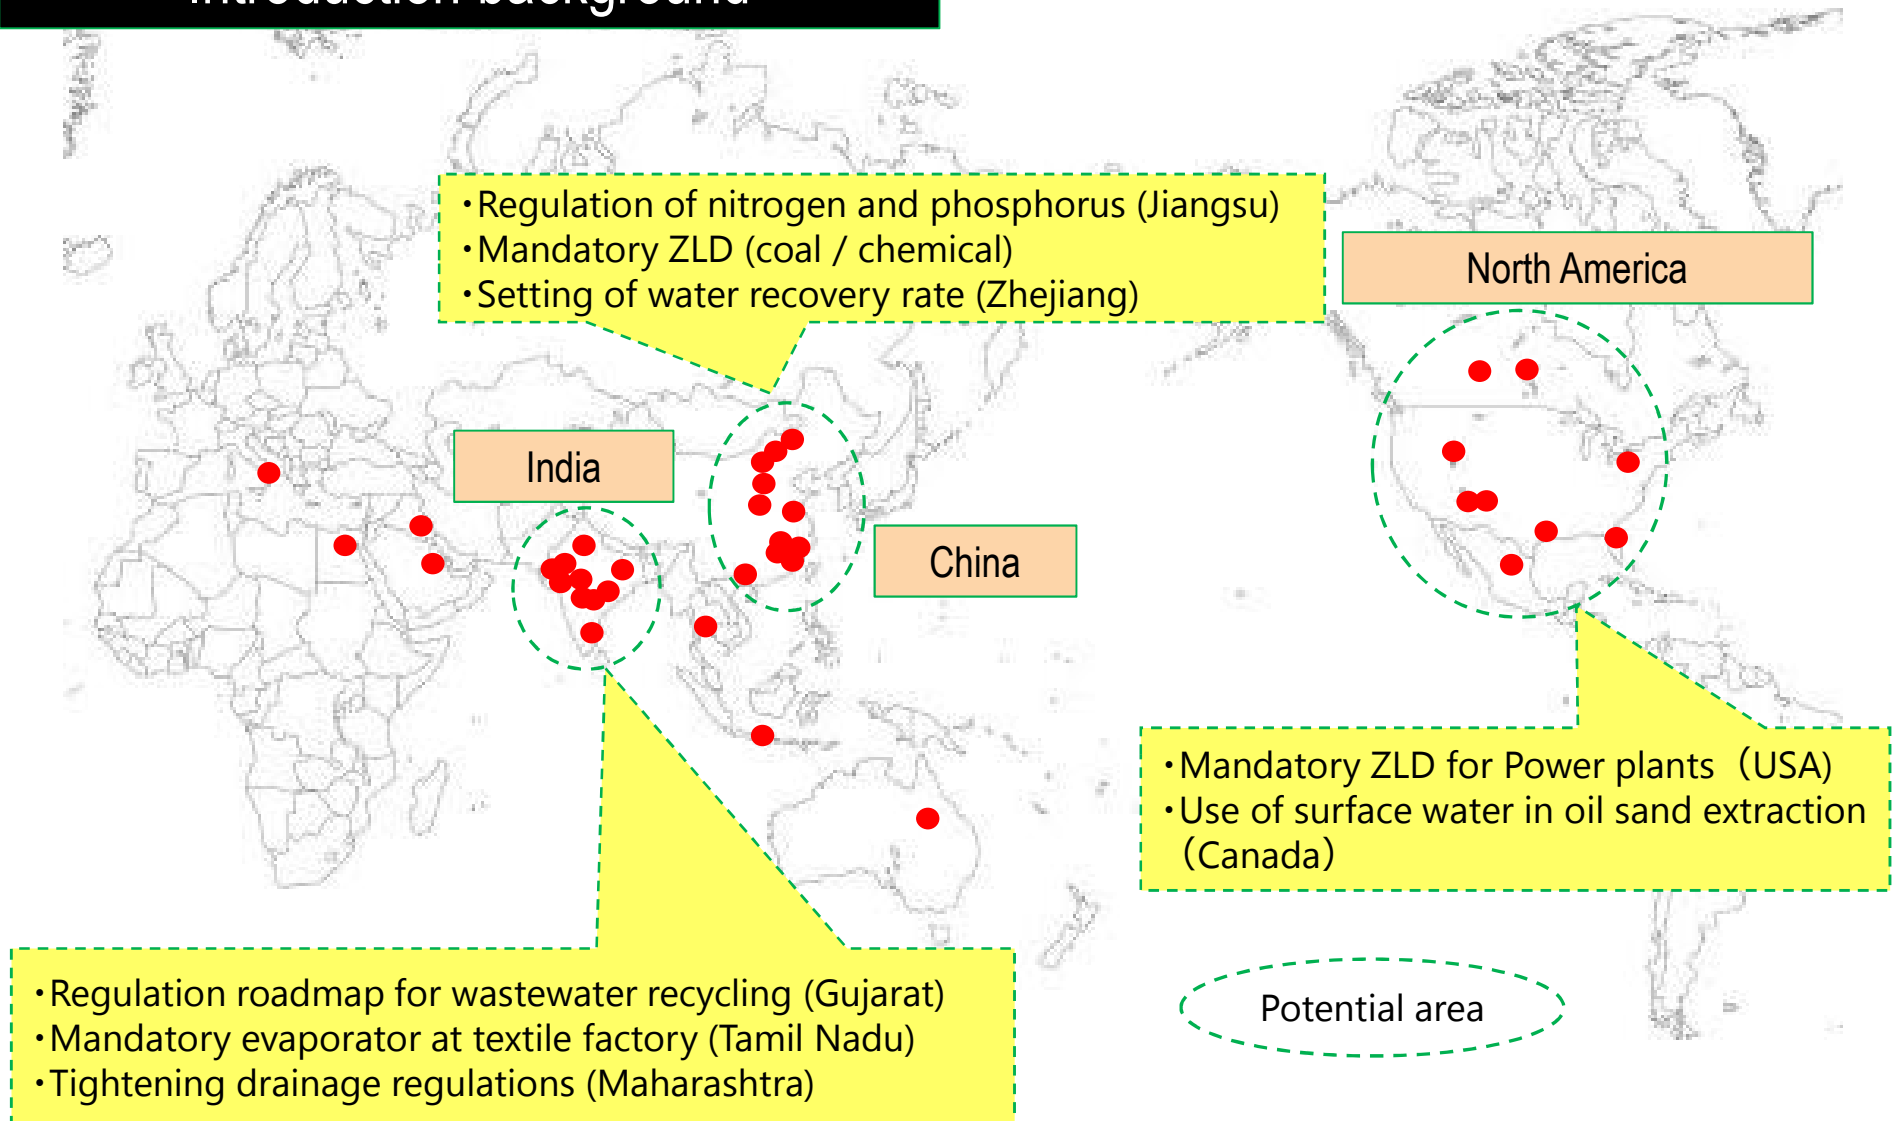 Introduction background
・Regulation of nitrogen and phosphorus (Jiangsu)
・Mandatory ZLD (coal / chemical)
・Setting of water recovery rate (Zhejiang)
North America
India
China
・Mandatory ZLD for Power plants（USA)
・Use of surface water in oil sand extraction
（Canada）
・Regulation roadmap for wastewater recycling (Gujarat)
・Mandatory evaporator at textile factory (Tamil Nadu)
・Tightening drainage regulations (Maharashtra)
Potential area